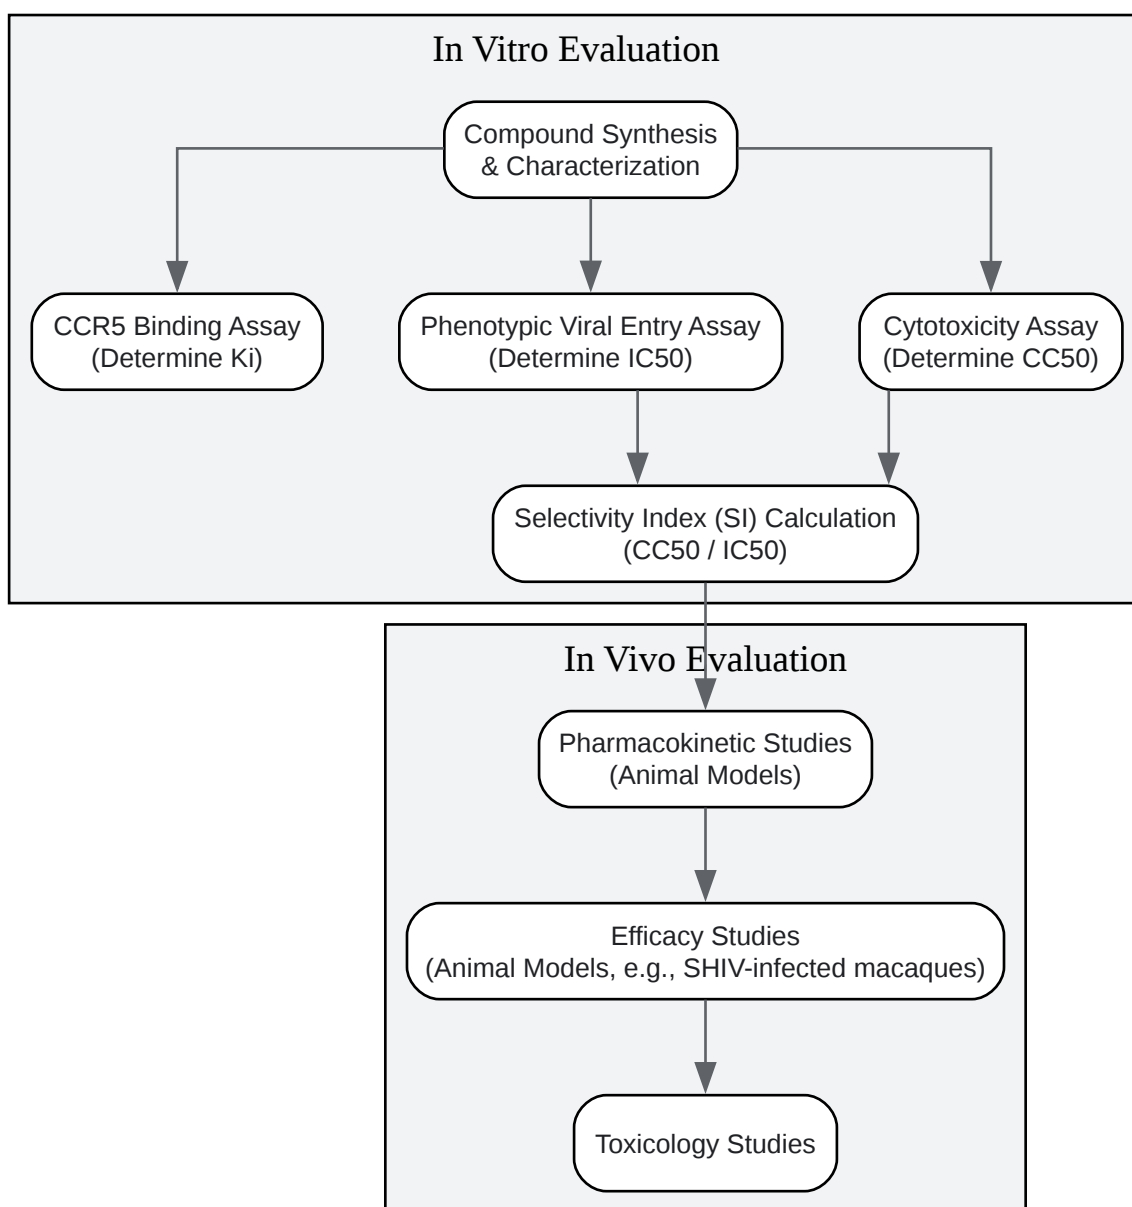 In Vitro Evaluation
Compound Synthesis
& Characterization
CCR5 Binding Assay
(Determine Ki)
Phenotypic Viral Entry Assay
(Determine IC50)
Cytotoxicity Assay
(Determine CC50)
Selectivity Index (SI) Calculation
(CC50 / IC50)
In Vivo Evaluation
Pharmacokinetic Studies
(Animal Models)
Efficacy Studies
(Animal Models, e.g., SHIV-infected macaques)
Toxicology Studies